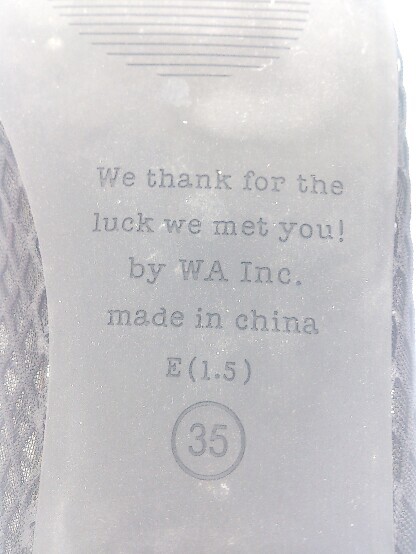 We thank for the
luck we met you!
by WA Inc.
made in china
E(1.5)
35